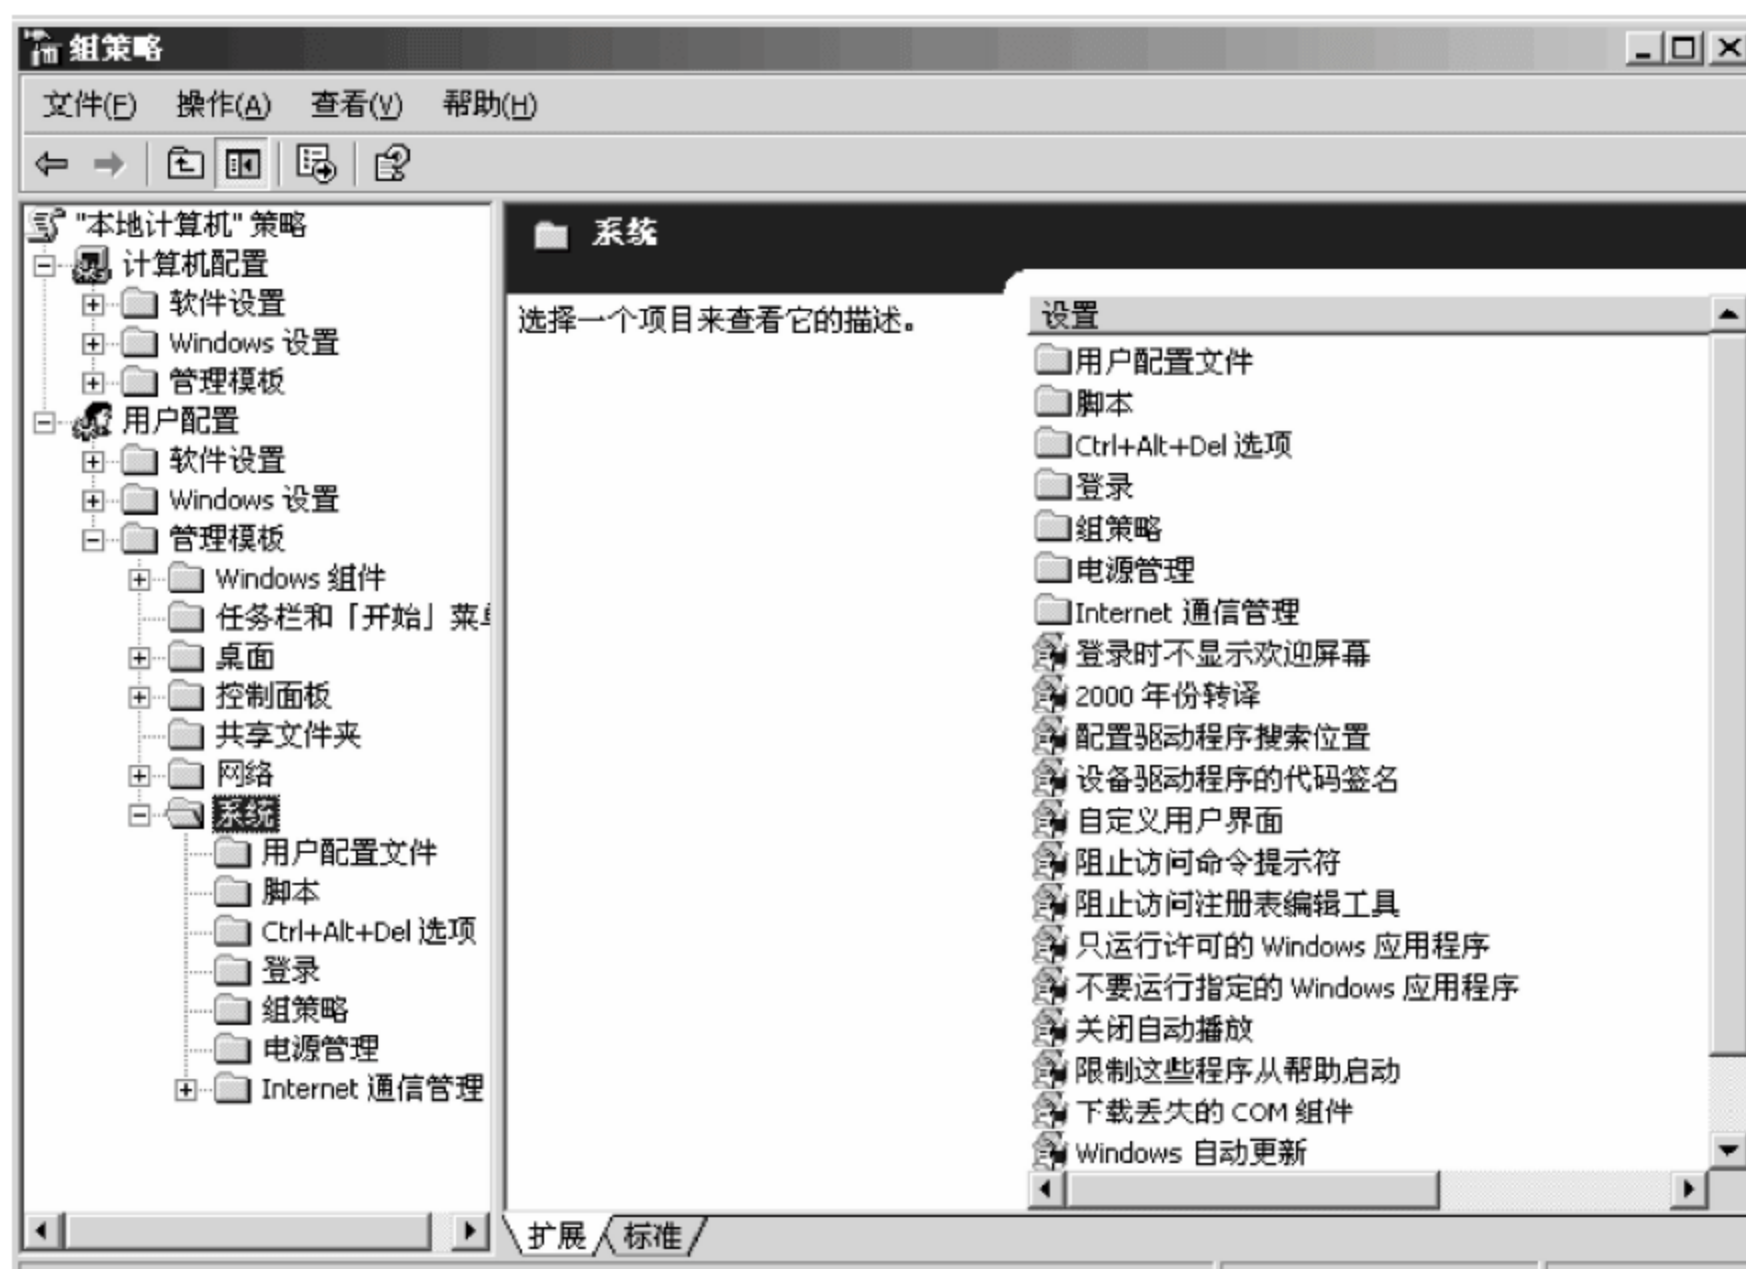 组策略
文件(F) 操作(A) 查看(V) 帮助(H)
"本地计算机" 策略
计算机配置
软件设置
Windows 设置
管理模板
用户配置
软件设置
Windows 设置
管理模板
Windows 组件
任务栏和「开始」菜单
桌面
控制面板
共享文件夹
网络
系统
用户配置文件
脚本
Ctrl+Alt+Del 选项
登录
组策略
电源管理
Internet 通信管理
系统
选择一个项目来查看它的描述。
设置
用户配置文件
脚本
Ctrl+Alt+Del 选项
登录
组策略
电源管理
Internet 通信管理
登录时不显示欢迎屏幕
2000 年份转译
配置驱动程序搜索位置
设备驱动程序的代码签名
自定义用户界面
阻止访问命令提示符
阻止访问注册表编辑工具
只运行许可的 Windows 应用程序
不要运行指定的 Windows 应用程序
关闭自动播放
限制这些程序从帮助启动
下载丢失的 COM 组件
Windows 自动更新
扩展 标准